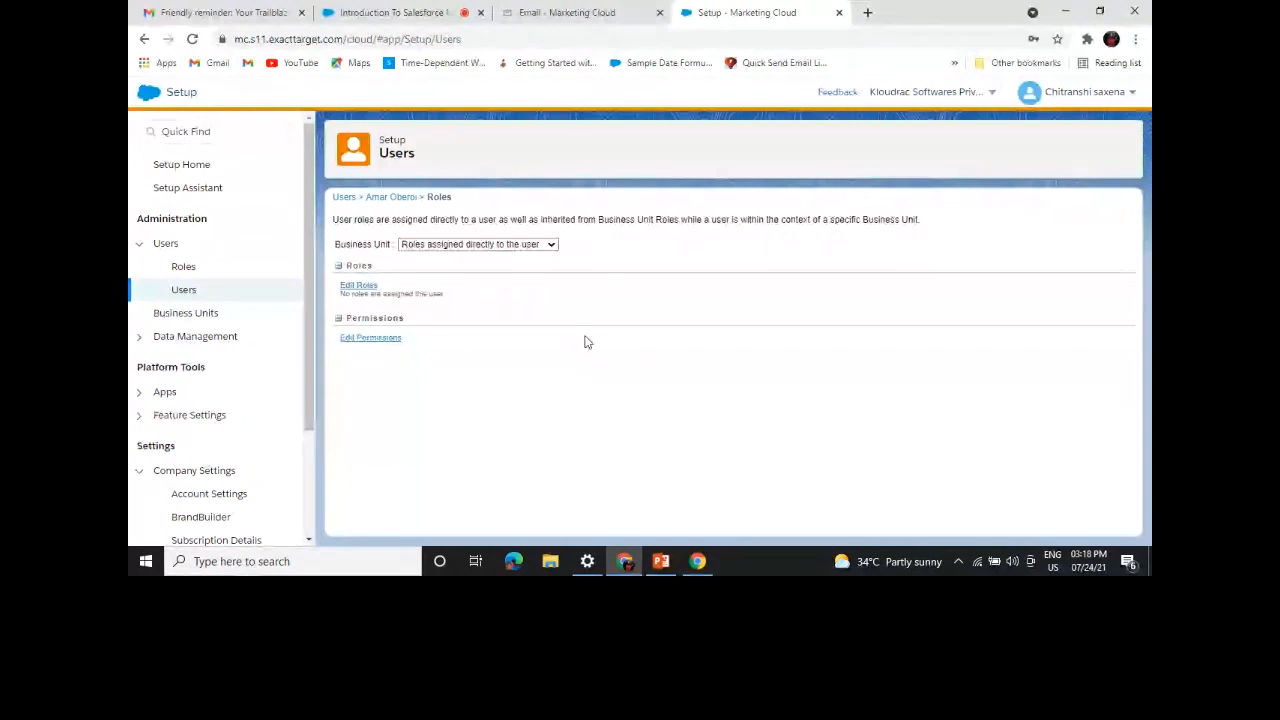 Friendly reminder: Your Trailbla
Introduction To Salesforce
Email - Marketing Cloud
Setup - Marketing Cloud
mc.s11.exacttarget.com/cloud/#app/Setup/Users
Apps
Gmail
YouTube
Maps
Time-Dependent W...
Getting Started wit...
Sample Date Formu...
Quick Send Email Li...
»
Other bookmarks
Reading list
Setup
Feedback
Kloudrac Softwares Priv...
Chitranshi saxena
Quick Find
Setup Home
Setup Assistant
Administration
Users
Roles
Users
Business Units
Data Management
Platform Tools
Apps
Feature Settings
Settings
Company Settings
Account Settings
BrandBuilder
Subscription Details
Setup
Users
Users > Amar Oberoi > Roles
User roles are assigned directly to a user as well as inherited from Business Unit Roles while a user is within the context of a specific Business Unit.
Business Unit : Roles assigned directly to the user
Roles
Edit Roles
No roles are assigned this user
Permissions
Edit Permissions
Type here to search
34°C Partly sunny
ENG
US
03:18 PM
07/24/21
6